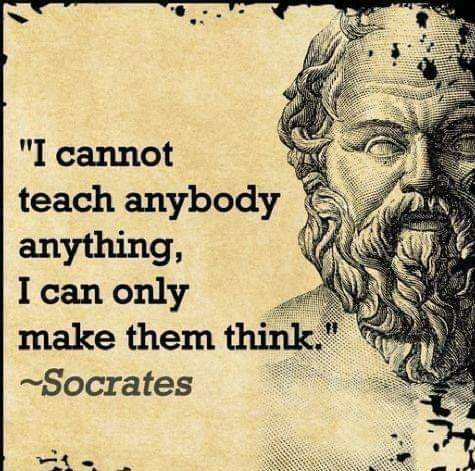 "I cannot
teach anybody
anything,
I can only
make them think."
~Socrates